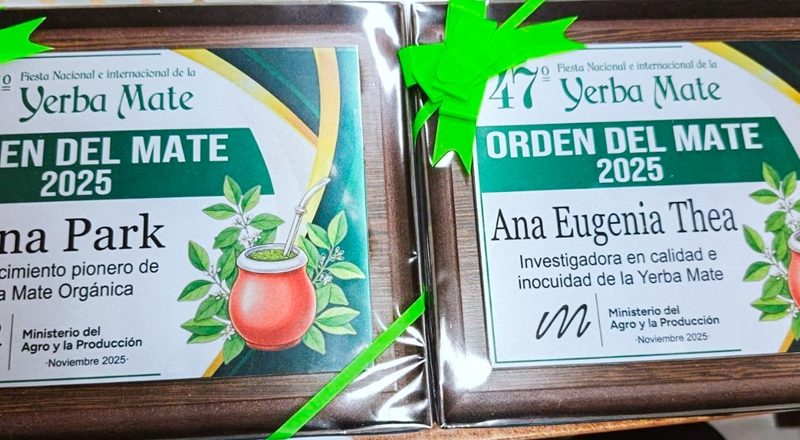 º Fiesta Nacional e internacional de la
Yerba Mate
EN DEL MATE
2025
na Park
cimiento pionero de
a Mate Orgánica
Ministerio del
Agro y la Producción
·Noviembre 2025·
47º Fiesta Nacional e internacional de la
Yerba Mate
ORDEN DEL MATE
2025
Ana Eugenia Thea
Investigadora en calidad e
inocuidad de la Yerba Mate
Ministerio del
Agro y la Producción
·Noviembre 2025·